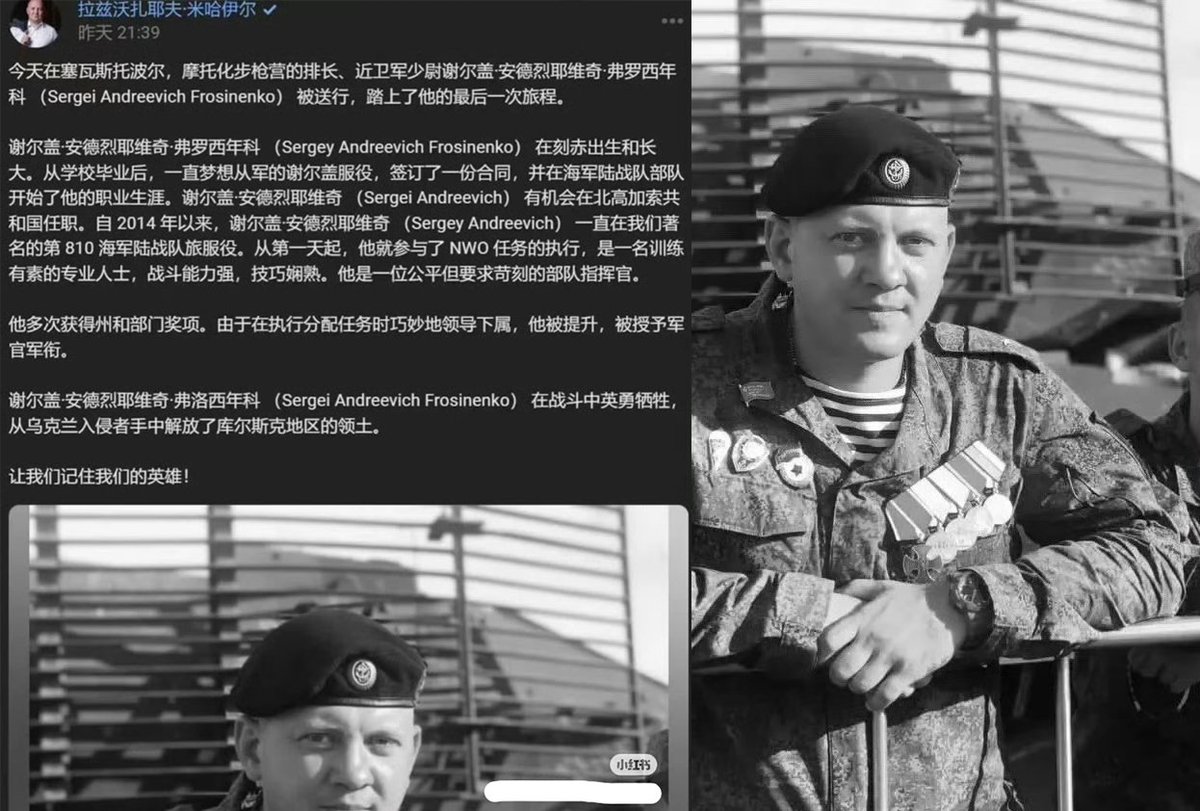 拉兹沃扎耶夫·米哈伊尔
昨天 21:39
今天在塞瓦斯托波尔，摩托化步枪营的排长、近卫军少尉谢尔盖·安德烈耶维奇·弗罗西年
科 （Sergei Andreevich Frosinenko） 被送行，踏上了他的最后一次旅程。
谢尔盖·安德烈耶维奇·弗罗西年科 （Sergey Andreevich Frosinenko） 在刻赤出生和长
大。从学校毕业后，一直梦想从军的谢尔盖服役，签订了一份合同，并在海军陆战队部队
开始了他的职业生涯。谢尔盖·安德烈耶维奇 （Sergei Andreevich） 有机会在北高加索共
和国任职。自 2014 年以来，谢尔盖·安德烈耶维奇 （Sergey Andreevich） 一直在我们著
名的第 810 海军陆战队旅服役。从第一天起，他就参与了 NWO 任务的执行，是一名训练
有素的专业人士，战斗能力强，技巧娴熟。他是一位公平但要求苛刻的部队指挥官。
他多次获得州和部门奖项。由于在执行分配任务时巧妙地领导下属，他被提升，被授予军
官军衔。
谢尔盖·安德烈耶维奇·弗洛西年科 （Sergei Andreevich Frosinenko） 在战斗中英勇牺牲，
从乌克兰入侵者手中解放了库尔斯克地区的领土。
让我们记住我们的英雄！
小红书